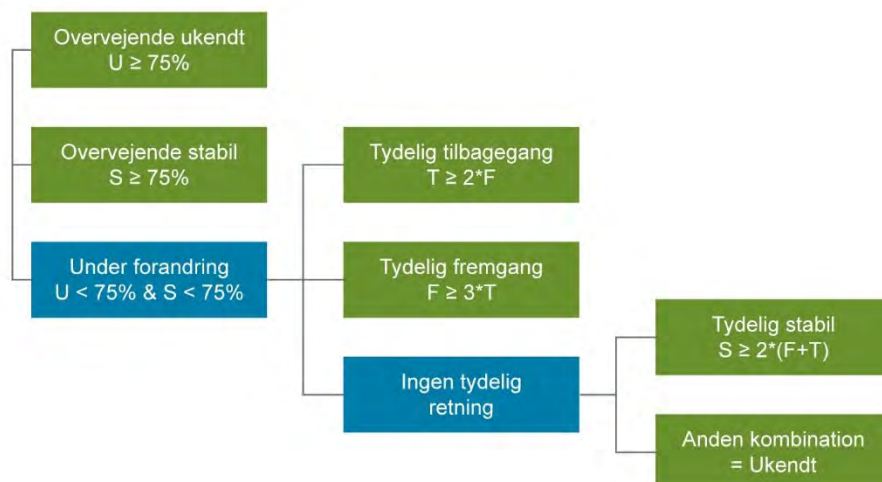 Overvejende ukendt
U ≥ 75%
Overvejende stabil
S ≥ 75%
Under forandring
U < 75% & S < 75%
Tydelig tilbagegang
T ≥ 2*F
Tydelig fremgang
F ≥ 3*T
Ingen tydelig
retning
Tydelig stabil
S ≥ 2*(F+T)
Anden kombination
= Ukendt